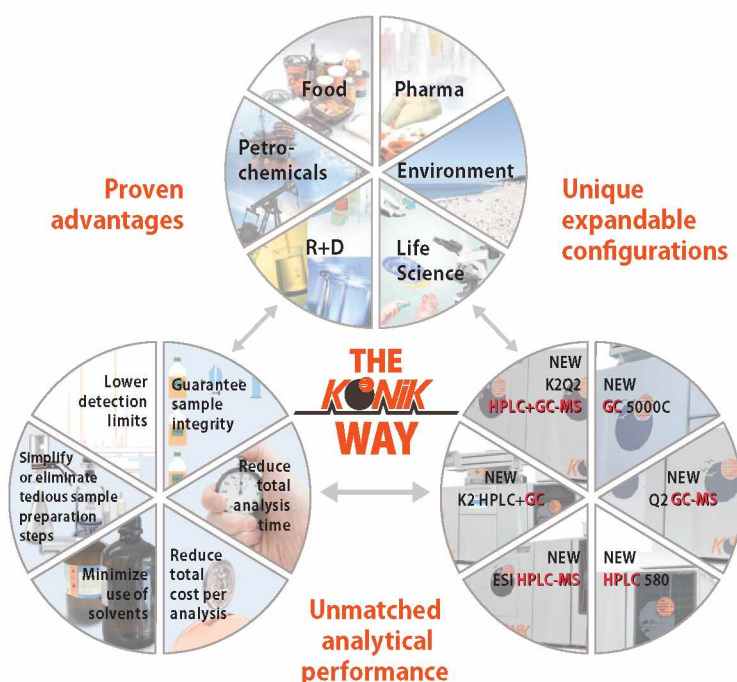 Food
Pharma
Petro-
chemicals
Environment
R+D
Life
Science
Proven
advantages
Unique
expandable
configurations
THE
KONIK
WAY
Lower
detection
limits
Guarantee
sample
integrity
Simplify
or eliminate
tedious sample
preparation
steps
Reduce
total
analysis
time
Minimize
use of
solvents
Reduce
total
cost per
analysis
NEW
K2Q2
HPLC+GC-MS
NEW
GC 5000C
NEW
K2 HPLC+GC
NEW
Q2 GC-MS
NEW
ESI HPLC-MS
NEW
HPLC 580
Unmatched
analytical
performance